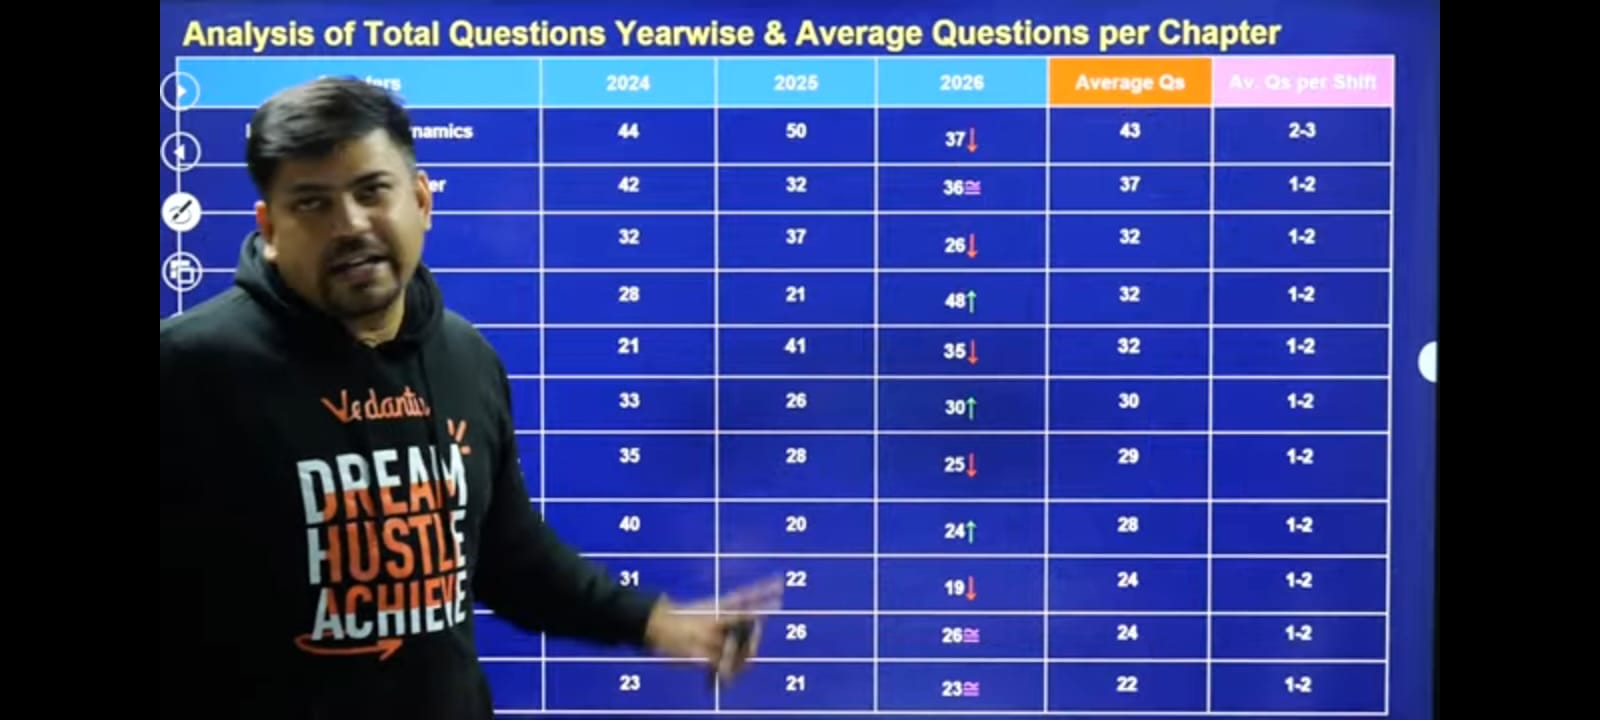 Analysis of Total Questions Yearwise & Average Questions per Chapter
2024 2025 2026 Average Qs Av. Qs per Shift
44 50 37↓ 43 2-3
42 32 36≅ 37 1-2
32 37 26↓ 32 1-2
28 21 48↑ 32 1-2
21 41 35↓ 32 1-2
33 26 30↑ 30 1-2
35 28 25↓ 29 1-2
40 20 24↑ 28 1-2
31 22 19↓ 24 1-2
26 26≅ 24 1-2
23 21 23≅ 22 1-2
Vedantu
DREAM
HUSTLE
ACHIEVE